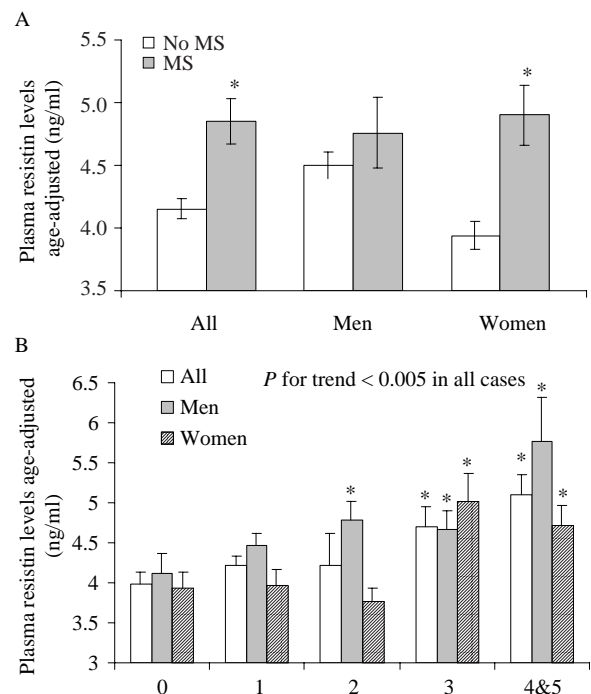 A
Plasma resistin levels
age-adjusted (ng/ml)
5.5
5.0
4.5
4.0
3.5
No MS
MS
*
*
All Men Women
B
Plasma resistin levels age-adjusted
(ng/ml)
6.5
6
5.5
5
4.5
4
3.5
3
All
Men
Women
P for trend < 0.005 in all cases
*
*
*
*
*
*
*
0 1 2 3 4&5